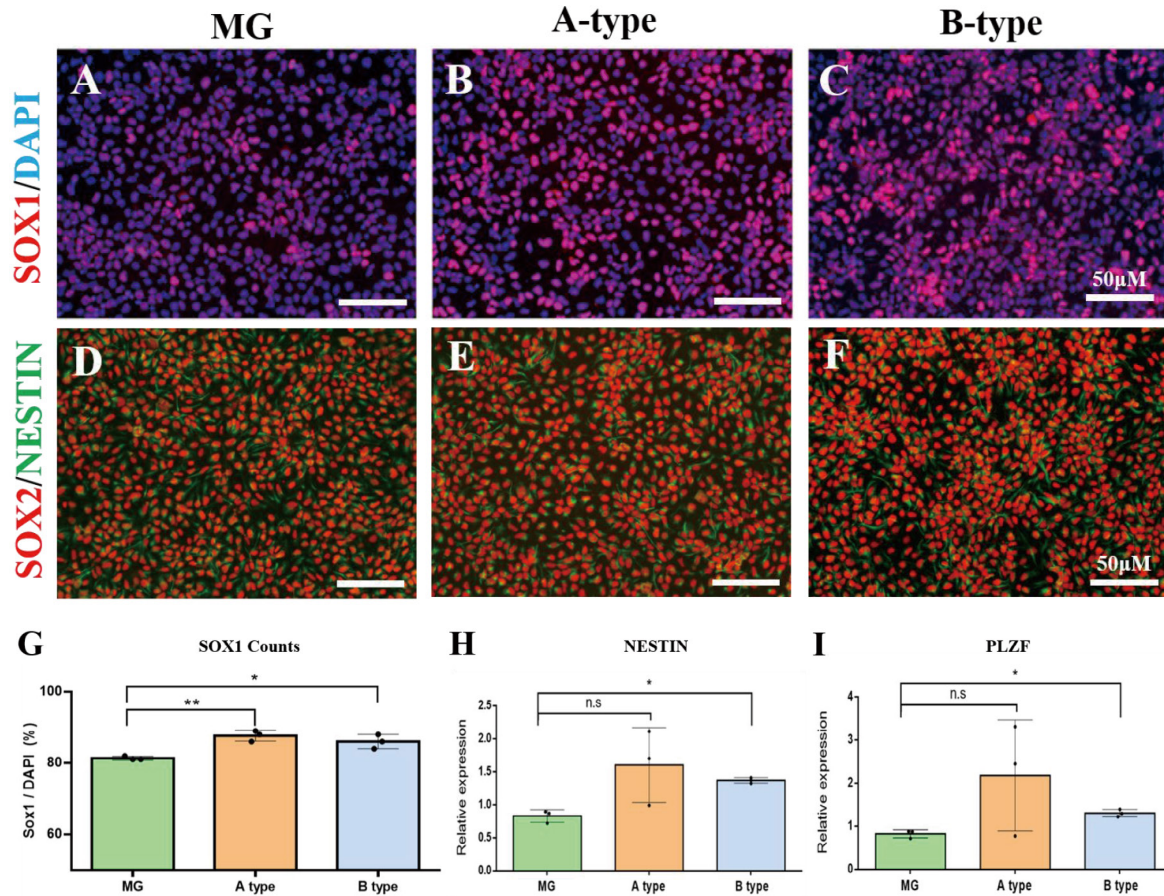 MG
A-type
B-type
SOX1/DAPI
A
B
C
50µM
SOX2/NESTIN
D
E
F
50µM
G
SOX1 Counts
Sox1 / DAPI (%)
100
80
60
**
*
MG
A type
B type
H
NESTIN
Relative expression
2.5
2.0
1.5
1.0
0.5
0.0
n.s
*
MG
A type
B type
I
PLZF
Relative expression
4
3
2
1
0
n.s
*
MG
A type
B type